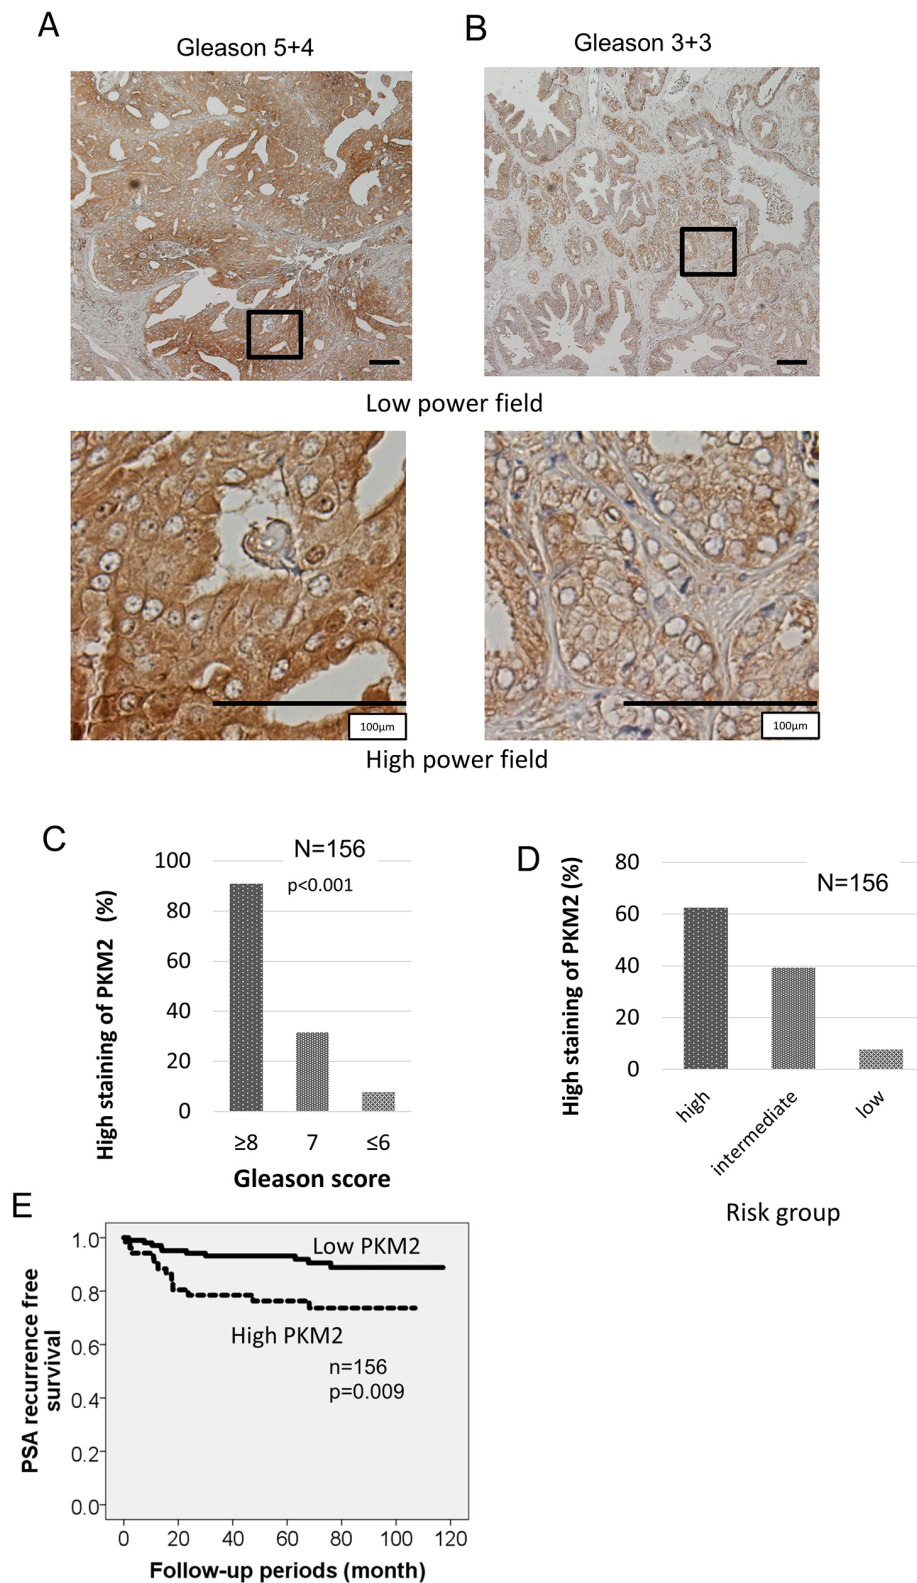 A
Gleason 5+4
B
Gleason 3+3
Low power field
100µm
100µm
High power field
C
N=156
p<0.001
High staining of PKM2 (%)
100
80
60
40
20
0
≥8 7 ≤6
Gleason score
D
N=156
High staining of PKM2 (%)
80
60
40
20
0
high
intermediate
low
Risk group
E
PSA recurrence free
survival
1.0
0.8
0.6
0.4
0.2
0.0
Low PKM2
High PKM2
n=156
p=0.009
0 20 40 60 80 100 120
Follow-up periods (month)